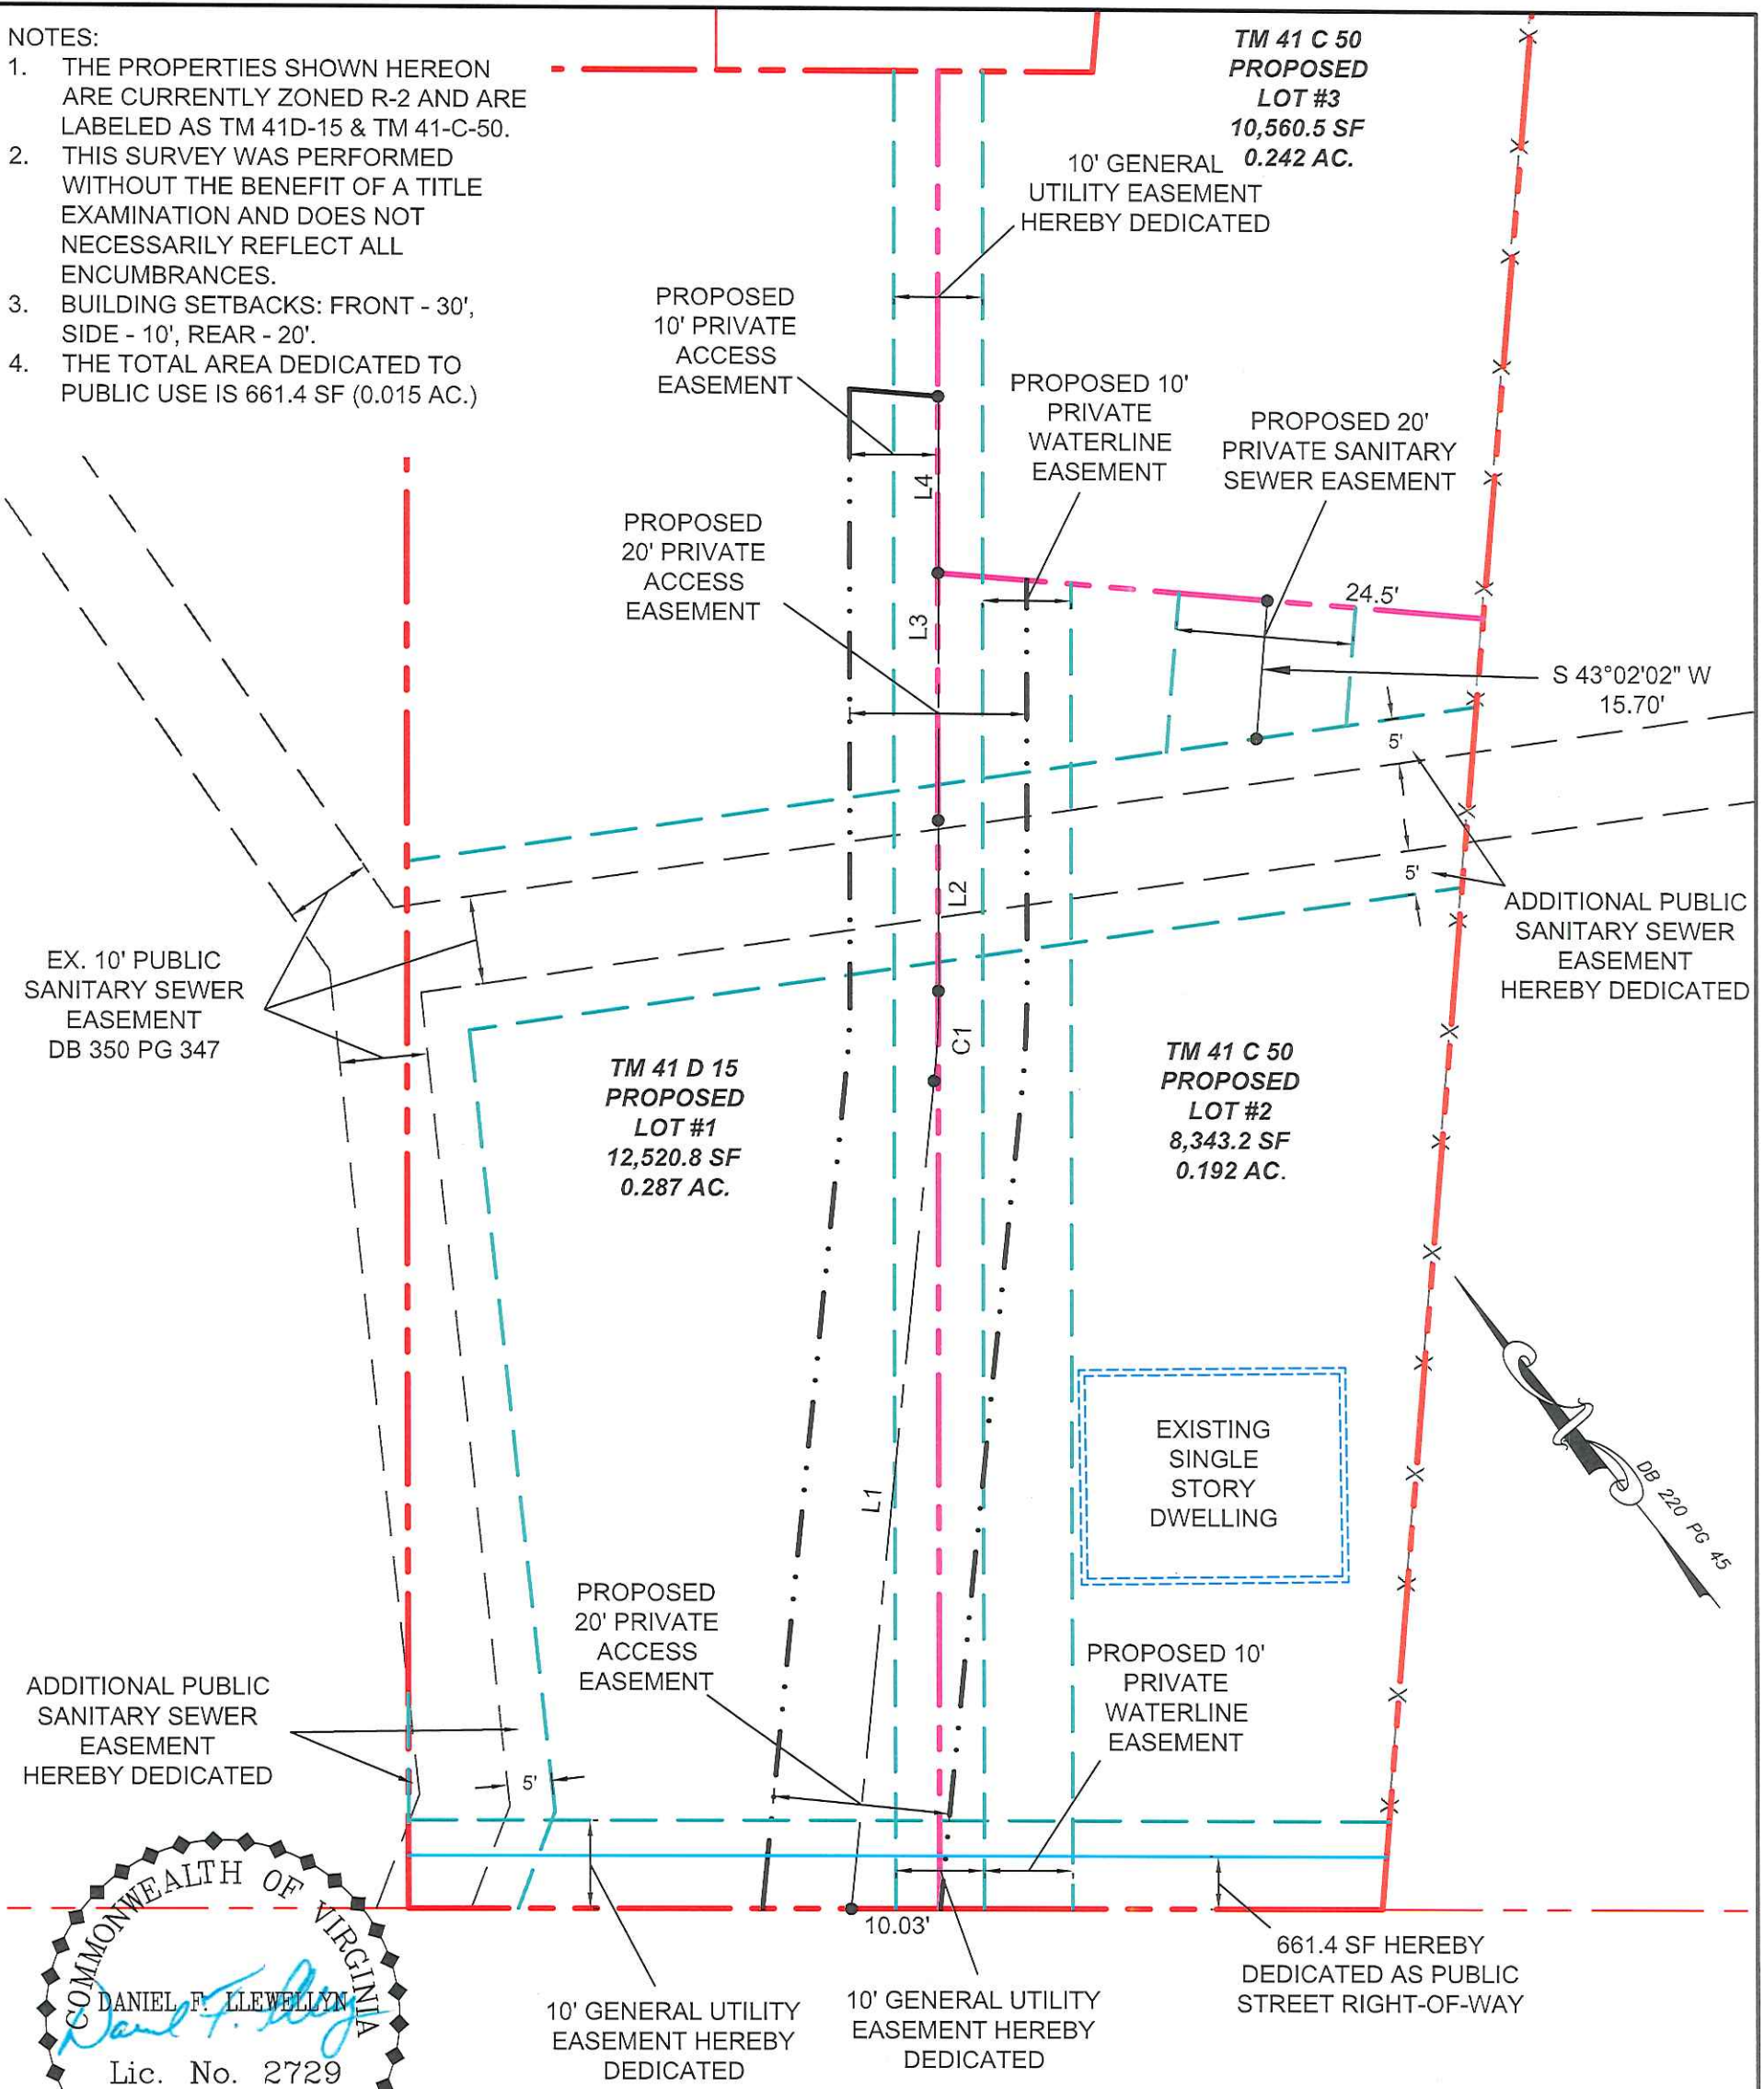 NOTES:
1. THE PROPERTIES SHOWN HEREON
ARE CURRENTLY ZONED R-2 AND ARE
LABELED AS TM 41D-15 & TM 41-C-50.
2. THIS SURVEY WAS PERFORMED
WITHOUT THE BENEFIT OF A TITLE
EXAMINATION AND DOES NOT
NECESSARILY REFLECT ALL
ENCUMBRANCES.
3. BUILDING SETBACKS: FRONT - 30',
SIDE - 10', REAR - 20'.
4. THE TOTAL AREA DEDICATED TO
PUBLIC USE IS 661.4 SF (0.015 AC.)
TM 41 C 50
PROPOSED
LOT #3
10,560.5 SF
0.242 AC.
10' GENERAL
UTILITY EASEMENT
HEREBY DEDICATED
PROPOSED
10' PRIVATE
ACCESS
EASEMENT
PROPOSED 10'
PRIVATE
WATERLINE
EASEMENT
PROPOSED 20'
PRIVATE SANITARY
SEWER EASEMENT
L4
PROPOSED
20' PRIVATE
ACCESS
EASEMENT
L3
24.5'
S 43°02'02" W
15.70'
5'
5'
L2
ADDITIONAL PUBLIC
SANITARY SEWER
EASEMENT
HEREBY DEDICATED
EX. 10' PUBLIC
SANITARY SEWER
EASEMENT
DB 350 PG 347
C1
TM 41 D 15
PROPOSED
LOT #1
12,520.8 SF
0.287 AC.
TM 41 C 50
PROPOSED
LOT #2
8,343.2 SF
0.192 AC.
L1
EXISTING
SINGLE
STORY
DWELLING
DB 220 PG 45
PROPOSED
20' PRIVATE
ACCESS
EASEMENT
PROPOSED 10'
PRIVATE
WATERLINE
EASEMENT
ADDITIONAL PUBLIC
SANITARY SEWER
EASEMENT
HEREBY DEDICATED
5'
10.03'
661.4 SF HEREBY
DEDICATED AS PUBLIC
STREET RIGHT-OF-WAY
10' GENERAL UTILITY
EASEMENT HEREBY
DEDICATED
10' GENERAL UTILITY
EASEMENT HEREBY
DEDICATED
COMMONWEALTH OF VIRGINIA
DANIEL F. LLEWELLYN
Lic. No. 2729